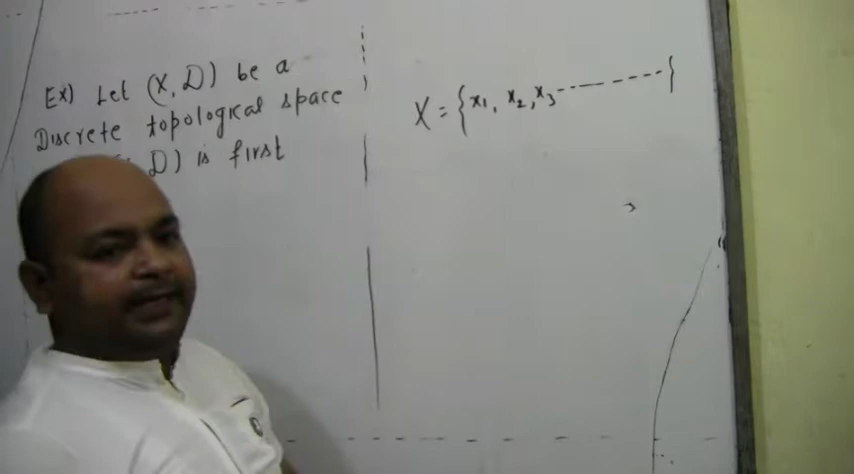 Ex) Let (X, D) be a
Discrete topological space
D) is first
X = {x1, x2, x3 ------- }